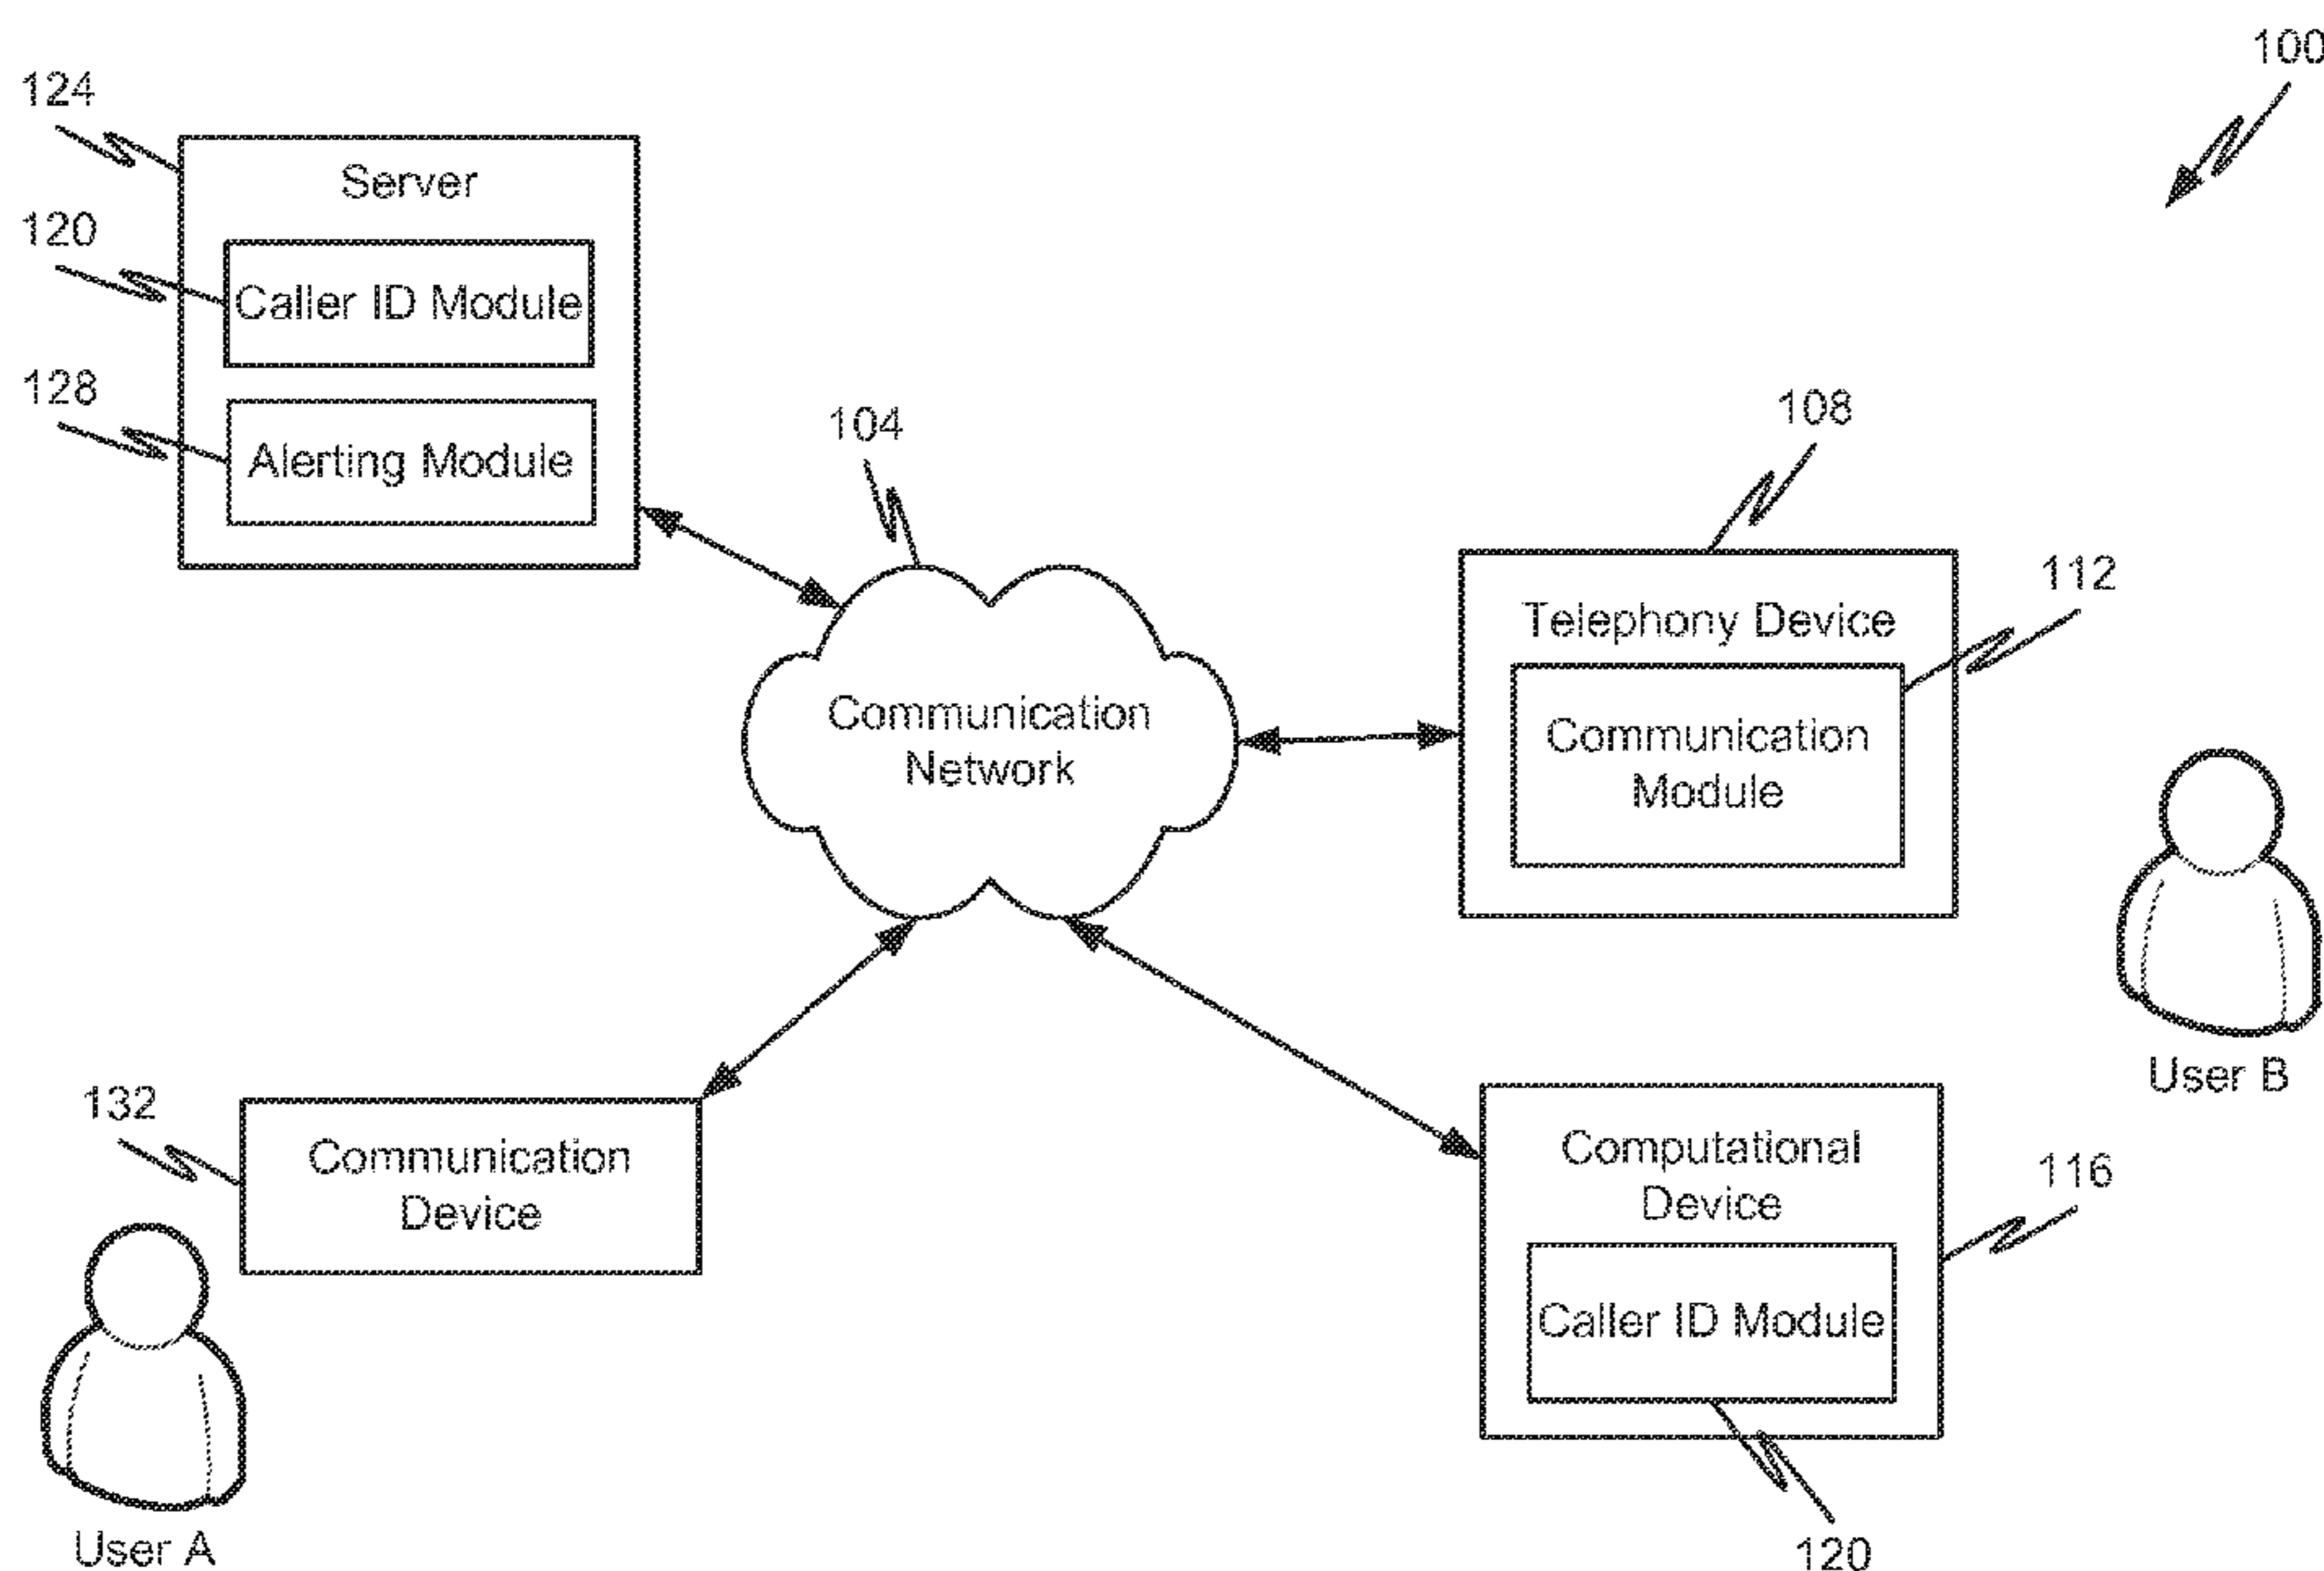 100
124
Server
120
Caller ID Module
128
Alerting Module
104
108
112
Telephony Device
Communication
Module
Communication
Network
User B
132
Communication
Device
Computational
Device
116
Caller ID Module
User A
120